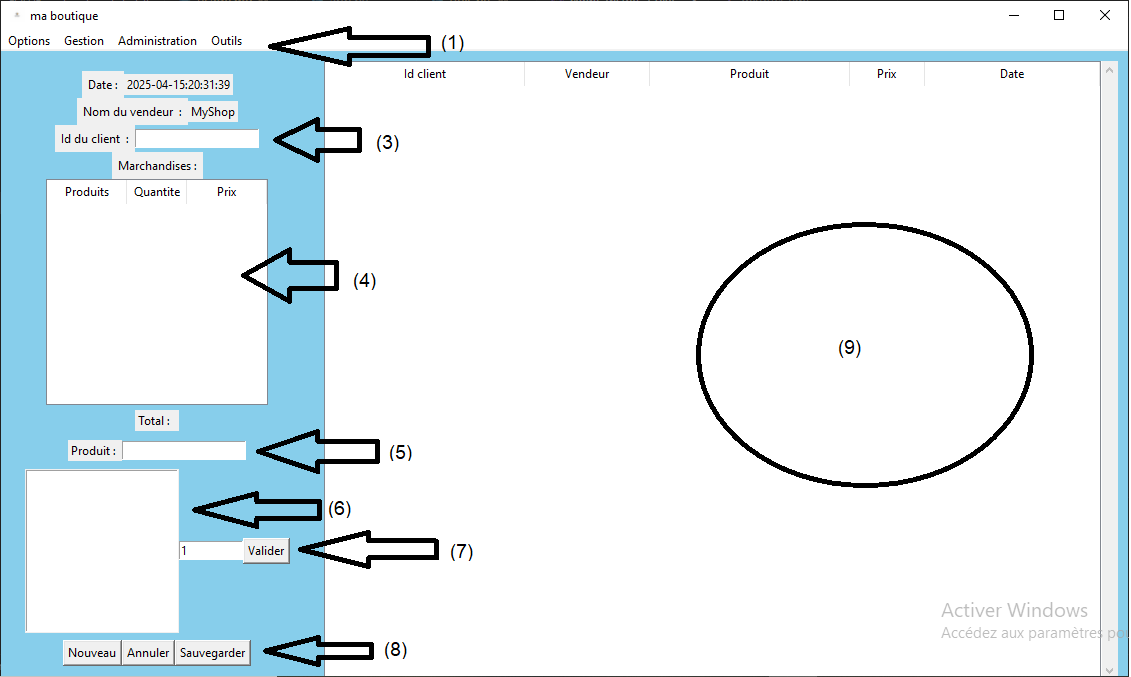 ma boutique
Options Gestion Administration Outils (1)
Id client Vendeur Produit Prix Date
Date : 2025-04-15:20:31:39
Nom du vendeur : MyShop
Id du client : (3)
Marchandises :
Produits Quantite Prix
(4)
(9)
Total :
Produit : (5)
(6)
1 Valider (7)
Activer Windows
Accédez aux paramètres
Nouveau Annuler Sauvegarder (8)